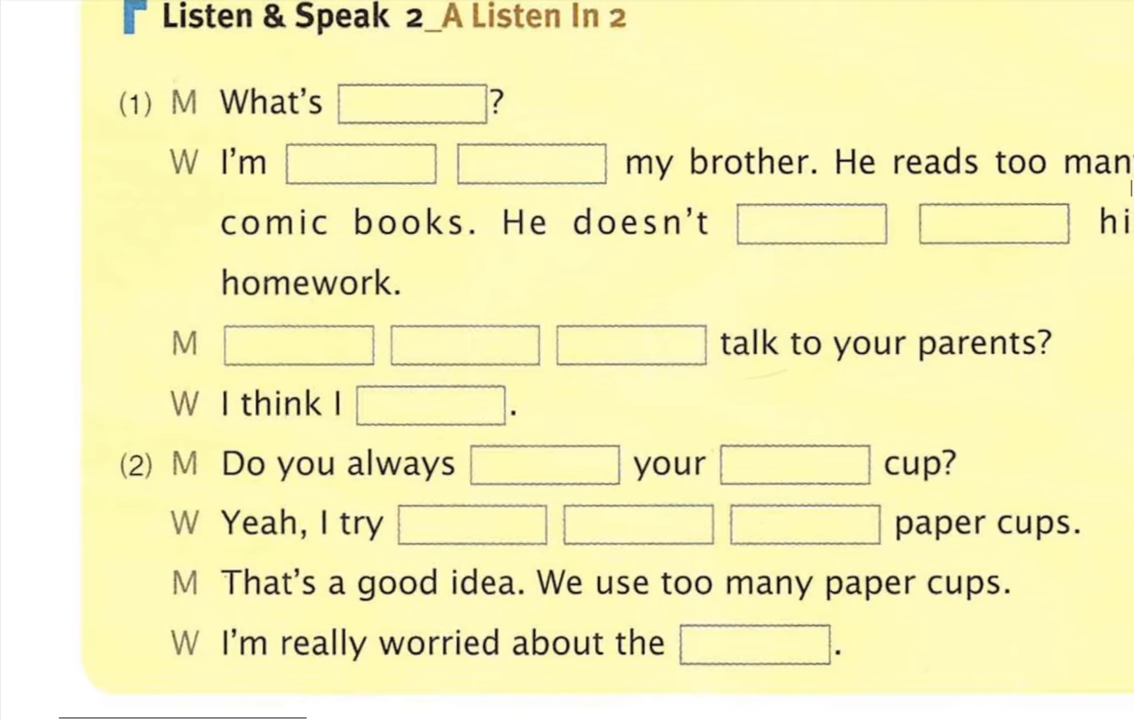 Listen & Speak 2_A Listen In 2
(1) M What's ?
W I'm my brother. He reads too man
comic books. He doesn't hi
homework.
M talk to your parents?
W I think I .
(2) M Do you always your cup?
W Yeah, I try paper cups.
M That's a good idea. We use too many paper cups.
W I'm really worried about the .